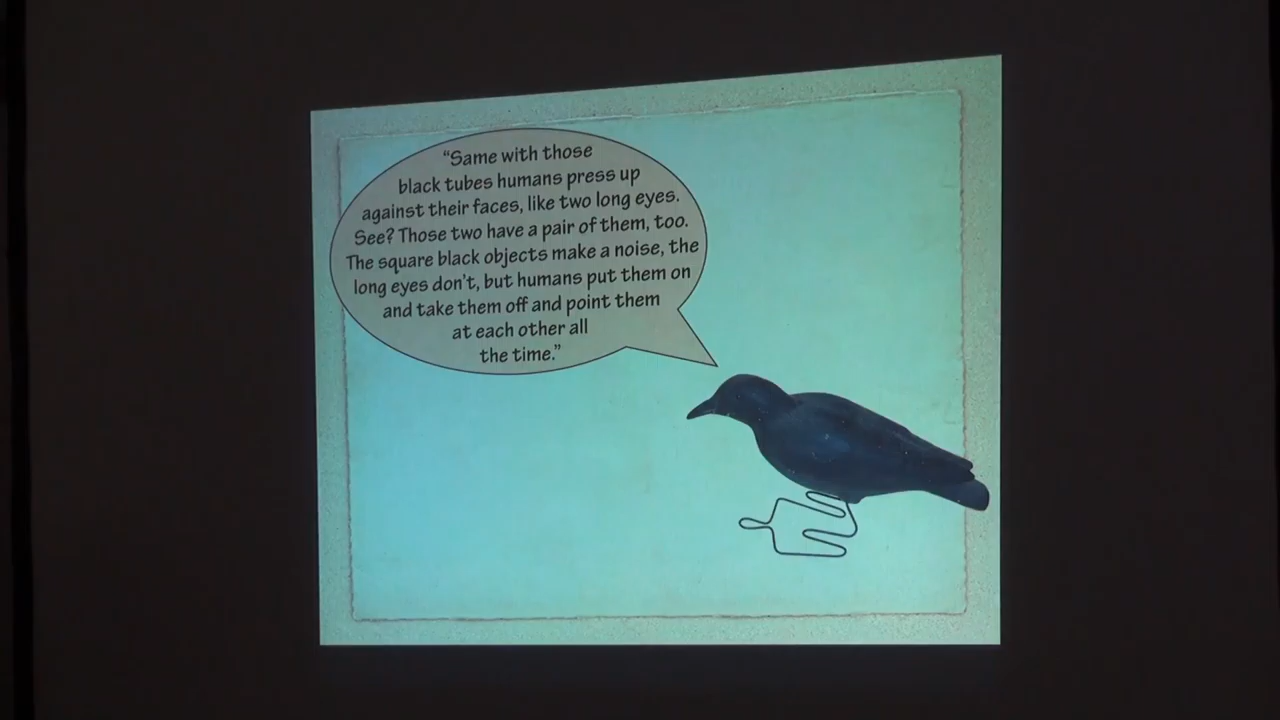 “Same with those
black tubes humans press up
against their faces, like two long eyes.
See? Those two have a pair of them, too.
The square black objects make a noise, the
long eyes don’t, but humans put them on
and take them off and point them
at each other all
the time.”